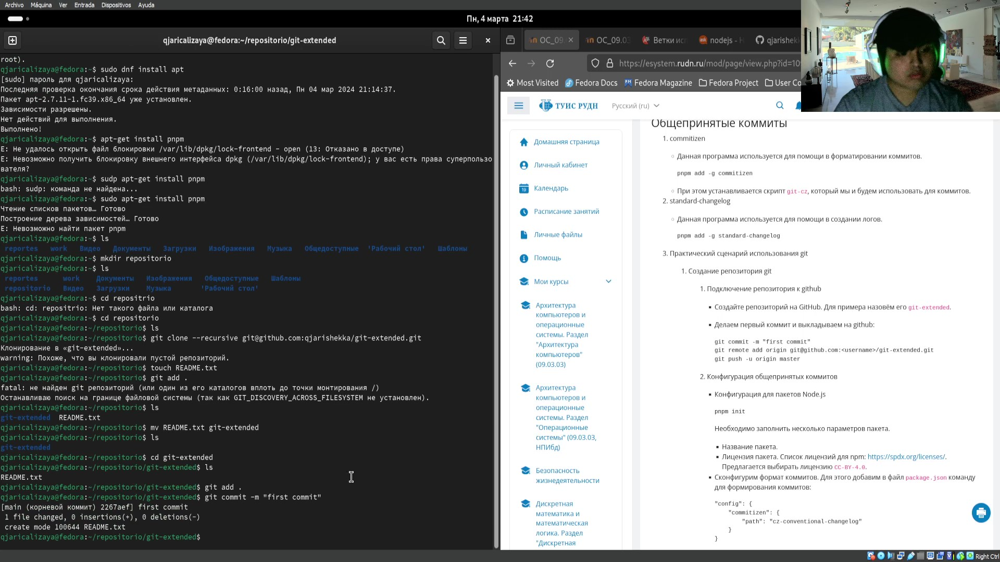 Archivo Máquina Ver Entrada Dispositivos Ayuda
Пн, 4 марта 21:42
qjaricalizaya@fedora:~/repositorio/git-extended
root).
qjaricalizaya@fedora:~$ sudo dnf install apt
[sudo] пароль для qjaricalizaya:
Последняя проверка окончания срока действия метаданных: 0:16:00 назад, Пн 04 мар 2024 21:14:37.
Пакет apt-2.7.11-1.fc39.x86_64 уже установлен.
Зависимости разрешены.
Нет действий для выполнения.
Выполнено!
qjaricalizaya@fedora:~$ apt-get install pnpm
E: Не удалось открыть файл блокировки /var/lib/dpkg/lock-frontend - open (13: Отказано в доступе)
E: Невозможно получить блокировку внешнего интерфейса dpkg (/var/lib/dpkg/lock-frontend); у вас есть права суперпользо
вателя?
qjaricalizaya@fedora:~$ sudp apt-get install pnpm
bash: sudp: команда не найдена...
qjaricalizaya@fedora:~$ sudo apt-get install pnpm
Чтение списков пакетов… Готово
Построение дерева зависимостей… Готово
E: Невозможно найти пакет pnpm
qjaricalizaya@fedora:~$ ls
reportes work Видео Документы Загрузки Изображения Музыка Общедоступные 'Рабочий стол' Шаблоны
qjaricalizaya@fedora:~$ mkdir repositorio
qjaricalizaya@fedora:~$ ls
reportes work Документы Изображения Общедоступные Шаблоны
repositorio Видео Загрузки Музыка 'Рабочий стол'
qjaricalizaya@fedora:~$ cd repositrio
bash: cd: repositrio: Нет такого файла или каталога
qjaricalizaya@fedora:~$ cd repositorio
qjaricalizaya@fedora:~/repositorio$ ls
qjaricalizaya@fedora:~/repositorio$ git clone --recursive git@github.com:qjarishekka/git-extended.git
Клонирование в «git-extended»...
warning: Похоже, что вы клонировали пустой репозиторий.
qjaricalizaya@fedora:~/repositorio$ touch README.txt
qjaricalizaya@fedora:~/repositorio$ git add .
fatal: не найден git репозиторий (или один из его каталогов вплоть до точки монтирования /)
Останавливаю поиск на границе файловой системы (так как GIT_DISCOVERY_ACROSS_FILESYSTEM не установлен).
qjaricalizaya@fedora:~/repositorio$ ls
git-extended README.txt
qjaricalizaya@fedora:~/repositorio$ mv README.txt git-extended
qjaricalizaya@fedora:~/repositorio$ ls
git-extended
qjaricalizaya@fedora:~/repositorio$ cd git-extended
qjaricalizaya@fedora:~/repositorio/git-extended$ ls
README.txt
qjaricalizaya@fedora:~/repositorio/git-extended$ git add .
qjaricalizaya@fedora:~/repositorio/git-extended$ git commit -m "first commit"
[main (корневой коммит) 2267aef] first commit
1 file changed, 0 insertions(+), 0 deletions(-)
create mode 100644 README.txt
qjaricalizaya@fedora:~/repositorio/git-extended$
OC_09. OC_09.0 Ветки nodejs - qjarishek
https://esystem.rudn.ru/mod/page/view.php?id=10
Most Visited Fedora Docs Fedora Magazine Fedora Project User Co
ТУИС РУДН Русский (ru)
Домашняя страница
Личный кабинет
Календарь
Расписание занятий
Личные файлы
Помощь
Мои курсы
Архитектура
компьютеров и
операционные
системы. Раздел
"Архитектура
компьютеров"
(09.03.03)
Архитектура
компьютеров и
операционные
системы. Раздел
"Операционные
системы" (09.03.03,
НПИбд)
Безопасность
жизнедеятельности
Дискретная
математика и
математическая
логика. Раздел
"Дискретная
Общепринятые коммиты
1. commitizen
Данная программа используется для помощи в форматировании коммитов.
pnpm add -g commitizen
При этом устанавливается скрипт git-cz, который мы и будем использовать для коммитов.
2. standard-changelog
Данная программа используется для помощи в создании логов.
pnpm add -g standard-changelog
3. Практический сценарий использования git
1. Создание репозитория git
1. Подключение репозитория к github
Создайте репозиторий на GitHub. Для примера назовём его git-extended.
Делаем первый коммит и выкладываем на github:
git commit -m "first commit"
git remote add origin git@github.com:<username>/git-extended.git
git push -u origin master
2. Конфигурация общепринятых коммитов
Конфигурация для пакетов Node.js
pnpm init
Необходимо заполнить несколько параметров пакета.
Название пакета.
Лицензия пакета. Список лицензий для npm: https://spdx.org/licenses/.
Предлагается выбирать лицензию CC-BY-4.0.
Сконфигурим формат коммитов. Для этого добавим в файл package.json команду
для формирования коммитов:
"config": {
"commitizen": {
"path": "cz-conventional-changelog"
}
}
Right Ctrl